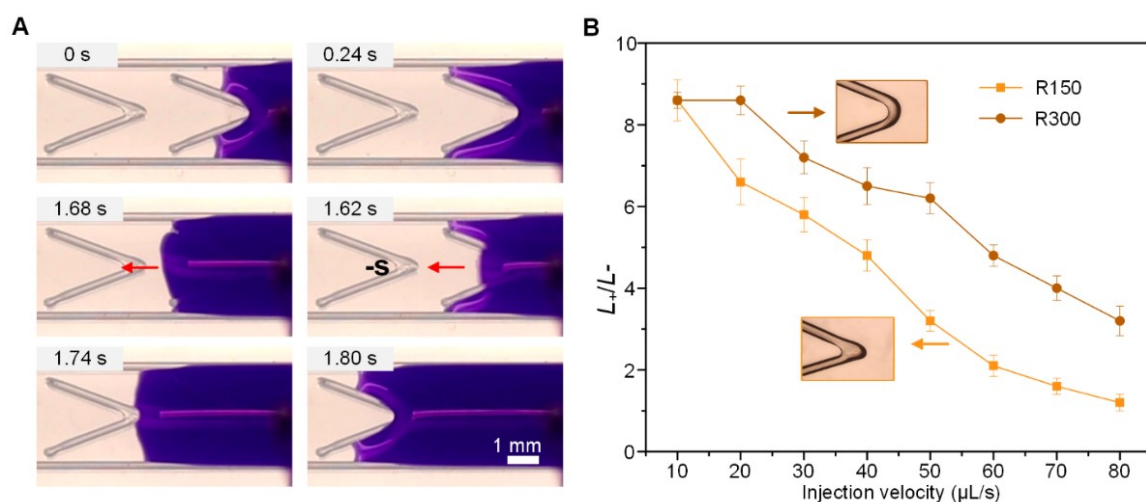 A
0 s
0.24 s
1.68 s
1.62 s
-S
1.74 s
1.80 s
1 mm
B
10
8
6
4
2
0
L+/L-
R150
R300
10 20 30 40 50 60 70 80
Injection velocity (µL/s)